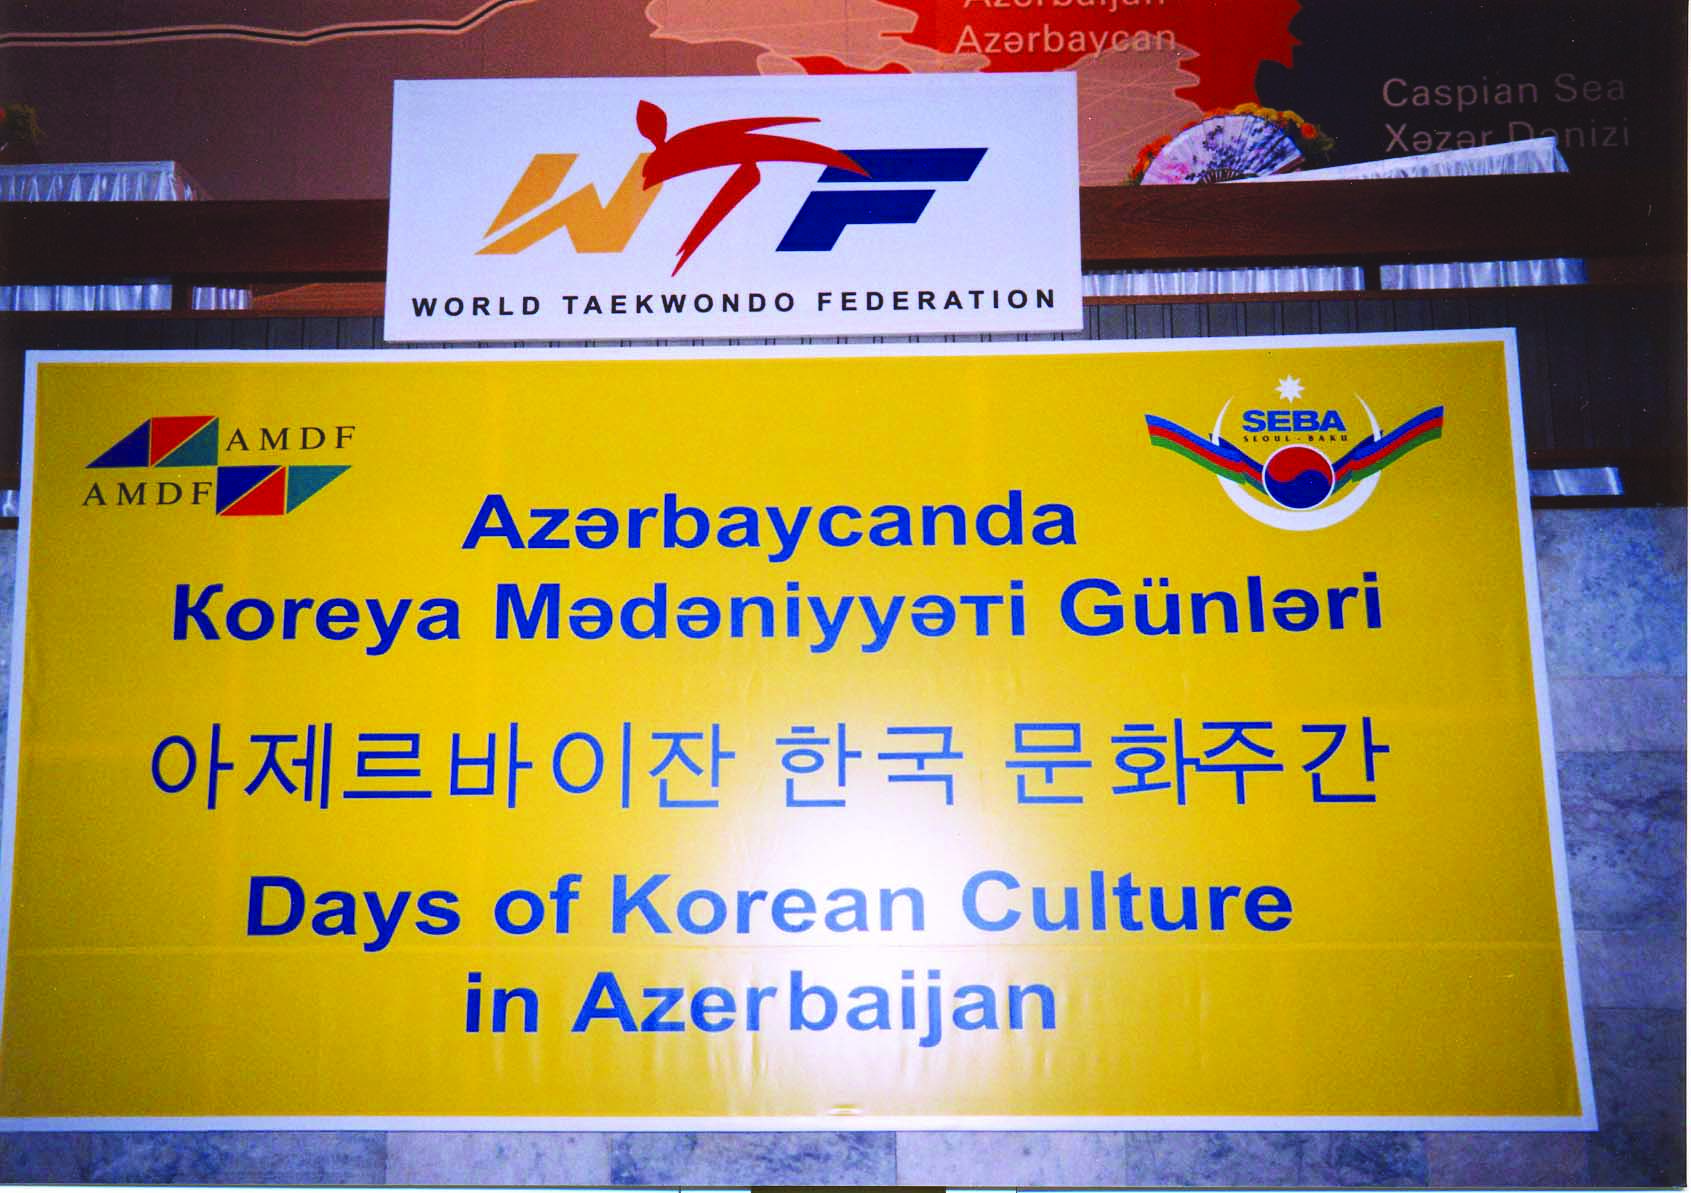 Azerbaijan
Azərbaycan
Caspian Sea
Xəzər Dənizi
WTF
WORLD TAEKWONDO FEDERATION
AMDF
AMDF
SEBA
SEOUL - BAKU
Azərbaycanda
Koreya Mədəniyyəti Günləri
아제르바이잔 한국 문화주간
Days of Korean Culture
in Azerbaijan